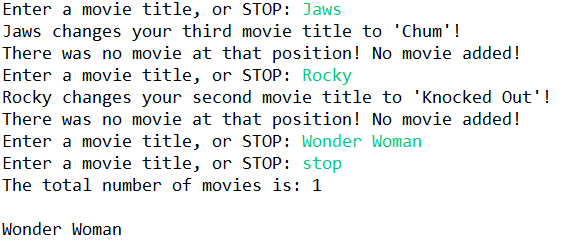 Enter a movie title, or STOP: Jaws
Jaws changes your third movie title to 'Chum'!
There was no movie at that position! No movie added!
Enter a movie title, or STOP: Rocky
Rocky changes your second movie title to 'Knocked Out'!
There was no movie at that position! No movie added!
Enter a movie title, or STOP: Wonder Woman
Enter a movie title, or STOP: stop
The total number of movies is: 1
Wonder Woman